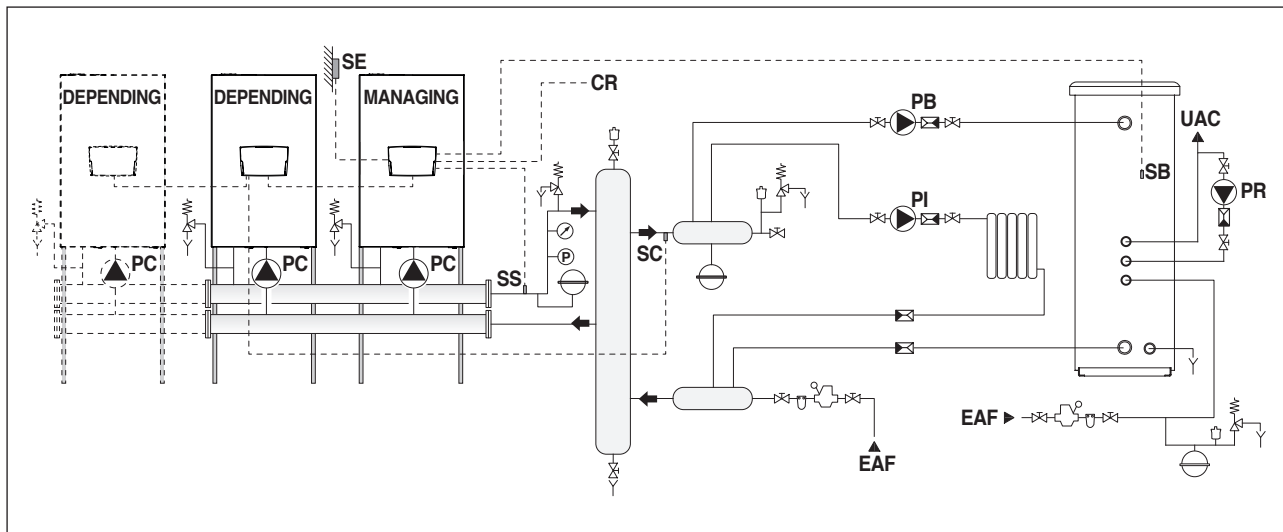 SE
DEPENDING
DEPENDING
MANAGING
CR
PB
UAC
SB
PR
PI
SC
PC
PC
PC
SS
P
EAF
EAF